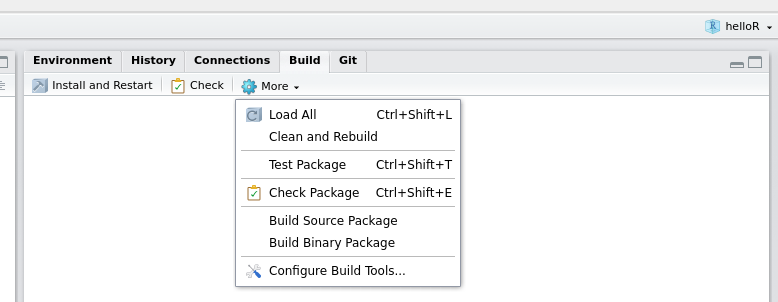 helloR
Environment History Connections Build Git
Install and Restart Check More
Load All Ctrl+Shift+L
Clean and Rebuild
Test Package Ctrl+Shift+T
Check Package Ctrl+Shift+E
Build Source Package
Build Binary Package
Configure Build Tools...